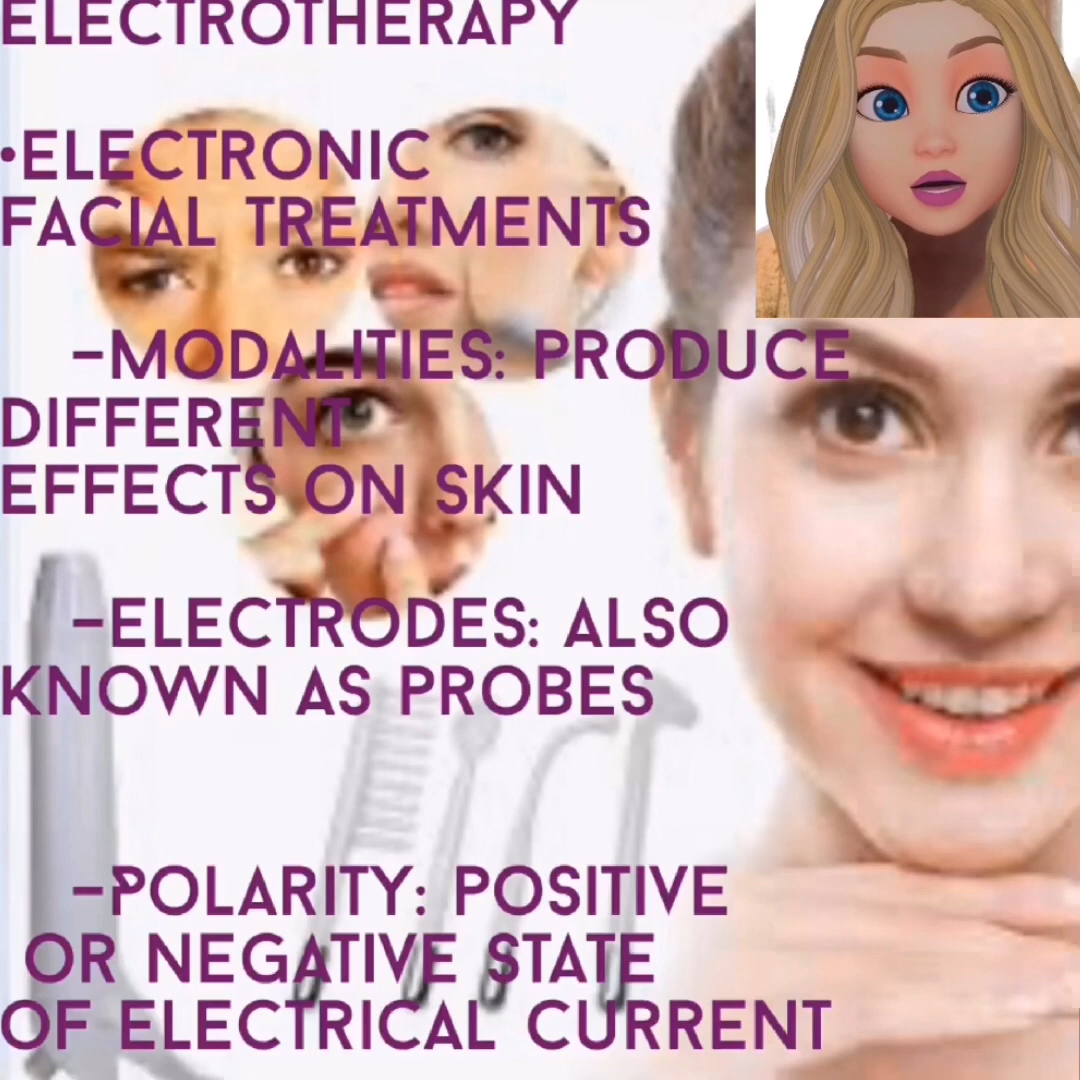 ELECTROTHERAPY
•ELECTRONIC
FACIAL TREATMENTS
-MODALITIES: PRODUCE
DIFFERENT
EFFECTS ON SKIN
-ELECTRODES: ALSO
KNOWN AS PROBES
-POLARITY: POSITIVE
OR NEGATIVE STATE
OF ELECTRICAL CURRENT